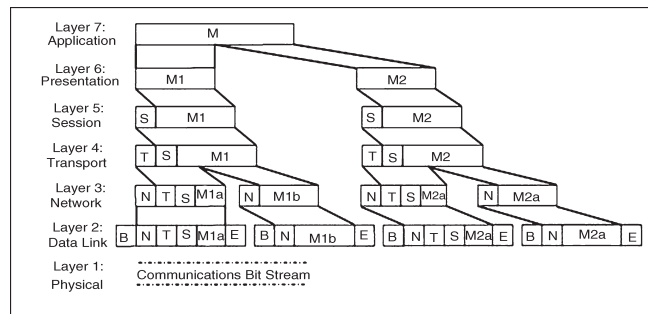 Layer 7:
Application
M
Layer 6:
Presentation
M1
M2
Layer 5:
Session
S M1
S M2
Layer 4:
Transport
T S M1
T S M2
Layer 3:
Network
N T S M1a
N M1b
N T S M2a
N M2a
Layer 2:
Data Link
B N T S M1a E
B N M1b E
B N T S M2a E
B N M2a E
Layer 1:
Physical
Communications Bit Stream